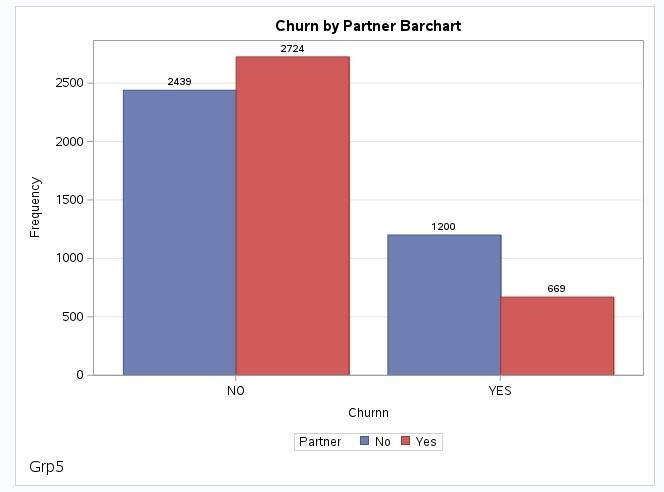 Churn by Partner Barchart
2724
2439
2500
2000
1500
1200
1000
669
500
0
Frequency
NO YES
Churnn
Partner No Yes
Grp5